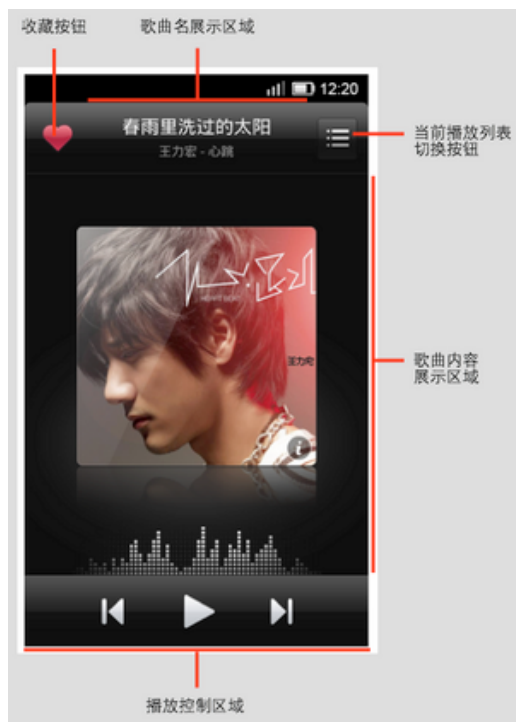 收藏按钮
歌曲名展示区域
12:20
春雨里洗过的太阳
王力宏 - 心跳
当前播放列表
切换按钮
HEARTBEAT
王力宏
歌曲内容
展示区域
播放控制区域